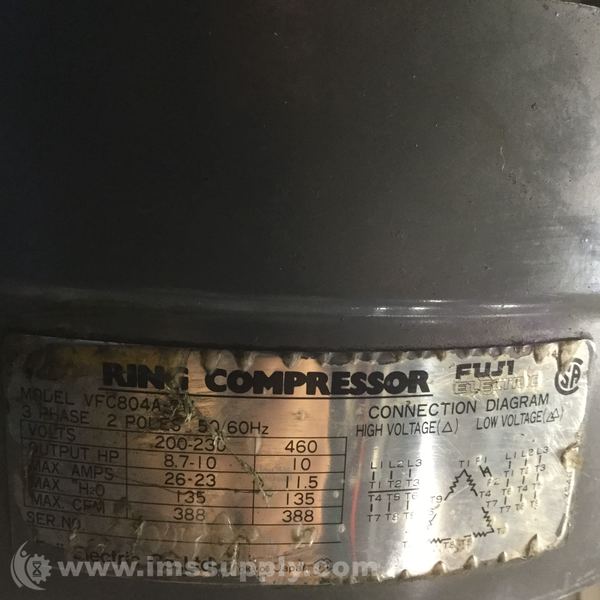 RING COMPRESSOR FUJI ELECTRIC
MODEL VFC804A
3 PHASE 2 POLES 50/60Hz
VOLTS 200-230 460
OUTPUT HP 8.7-10 10
MAX. AMPS 26-23 11.5
MAX. "H2O 135 135
MAX. CFM 388 388
SER.NO.
Electric
Japan
CONNECTION DIAGRAM
HIGH VOLTAGE(△) LOW VOLTAGE(△△)
L1 L2 L3
T1 T2 T3
T4 T5 T6
T7 T8 T9
www.imssupply.com